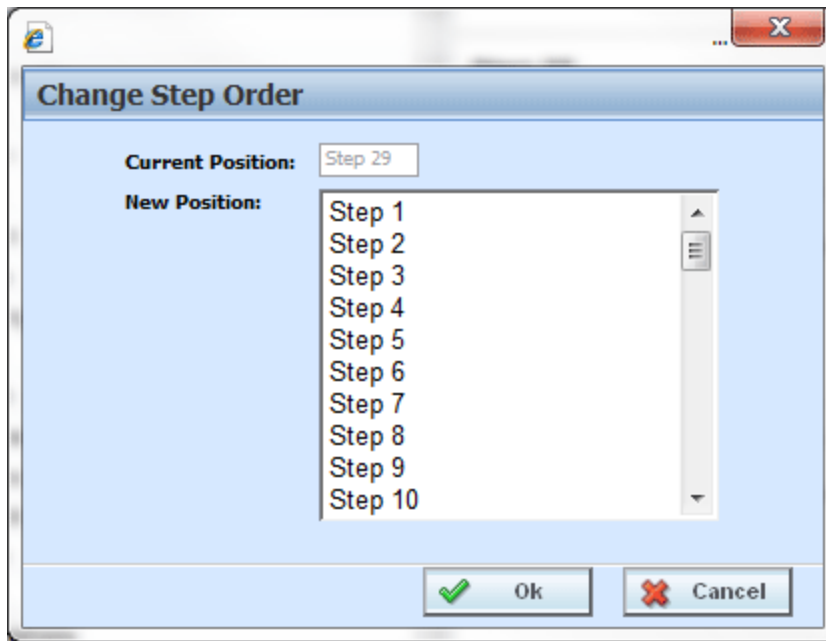 ...
Change Step Order
Current Position: Step 29
New Position:
Step 1
Step 2
Step 3
Step 4
Step 5
Step 6
Step 7
Step 8
Step 9
Step 10
Ok Cancel